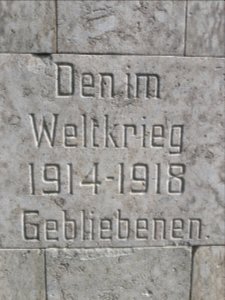 Den im
Weltkrieg
1914-1918
Gebliebenen.